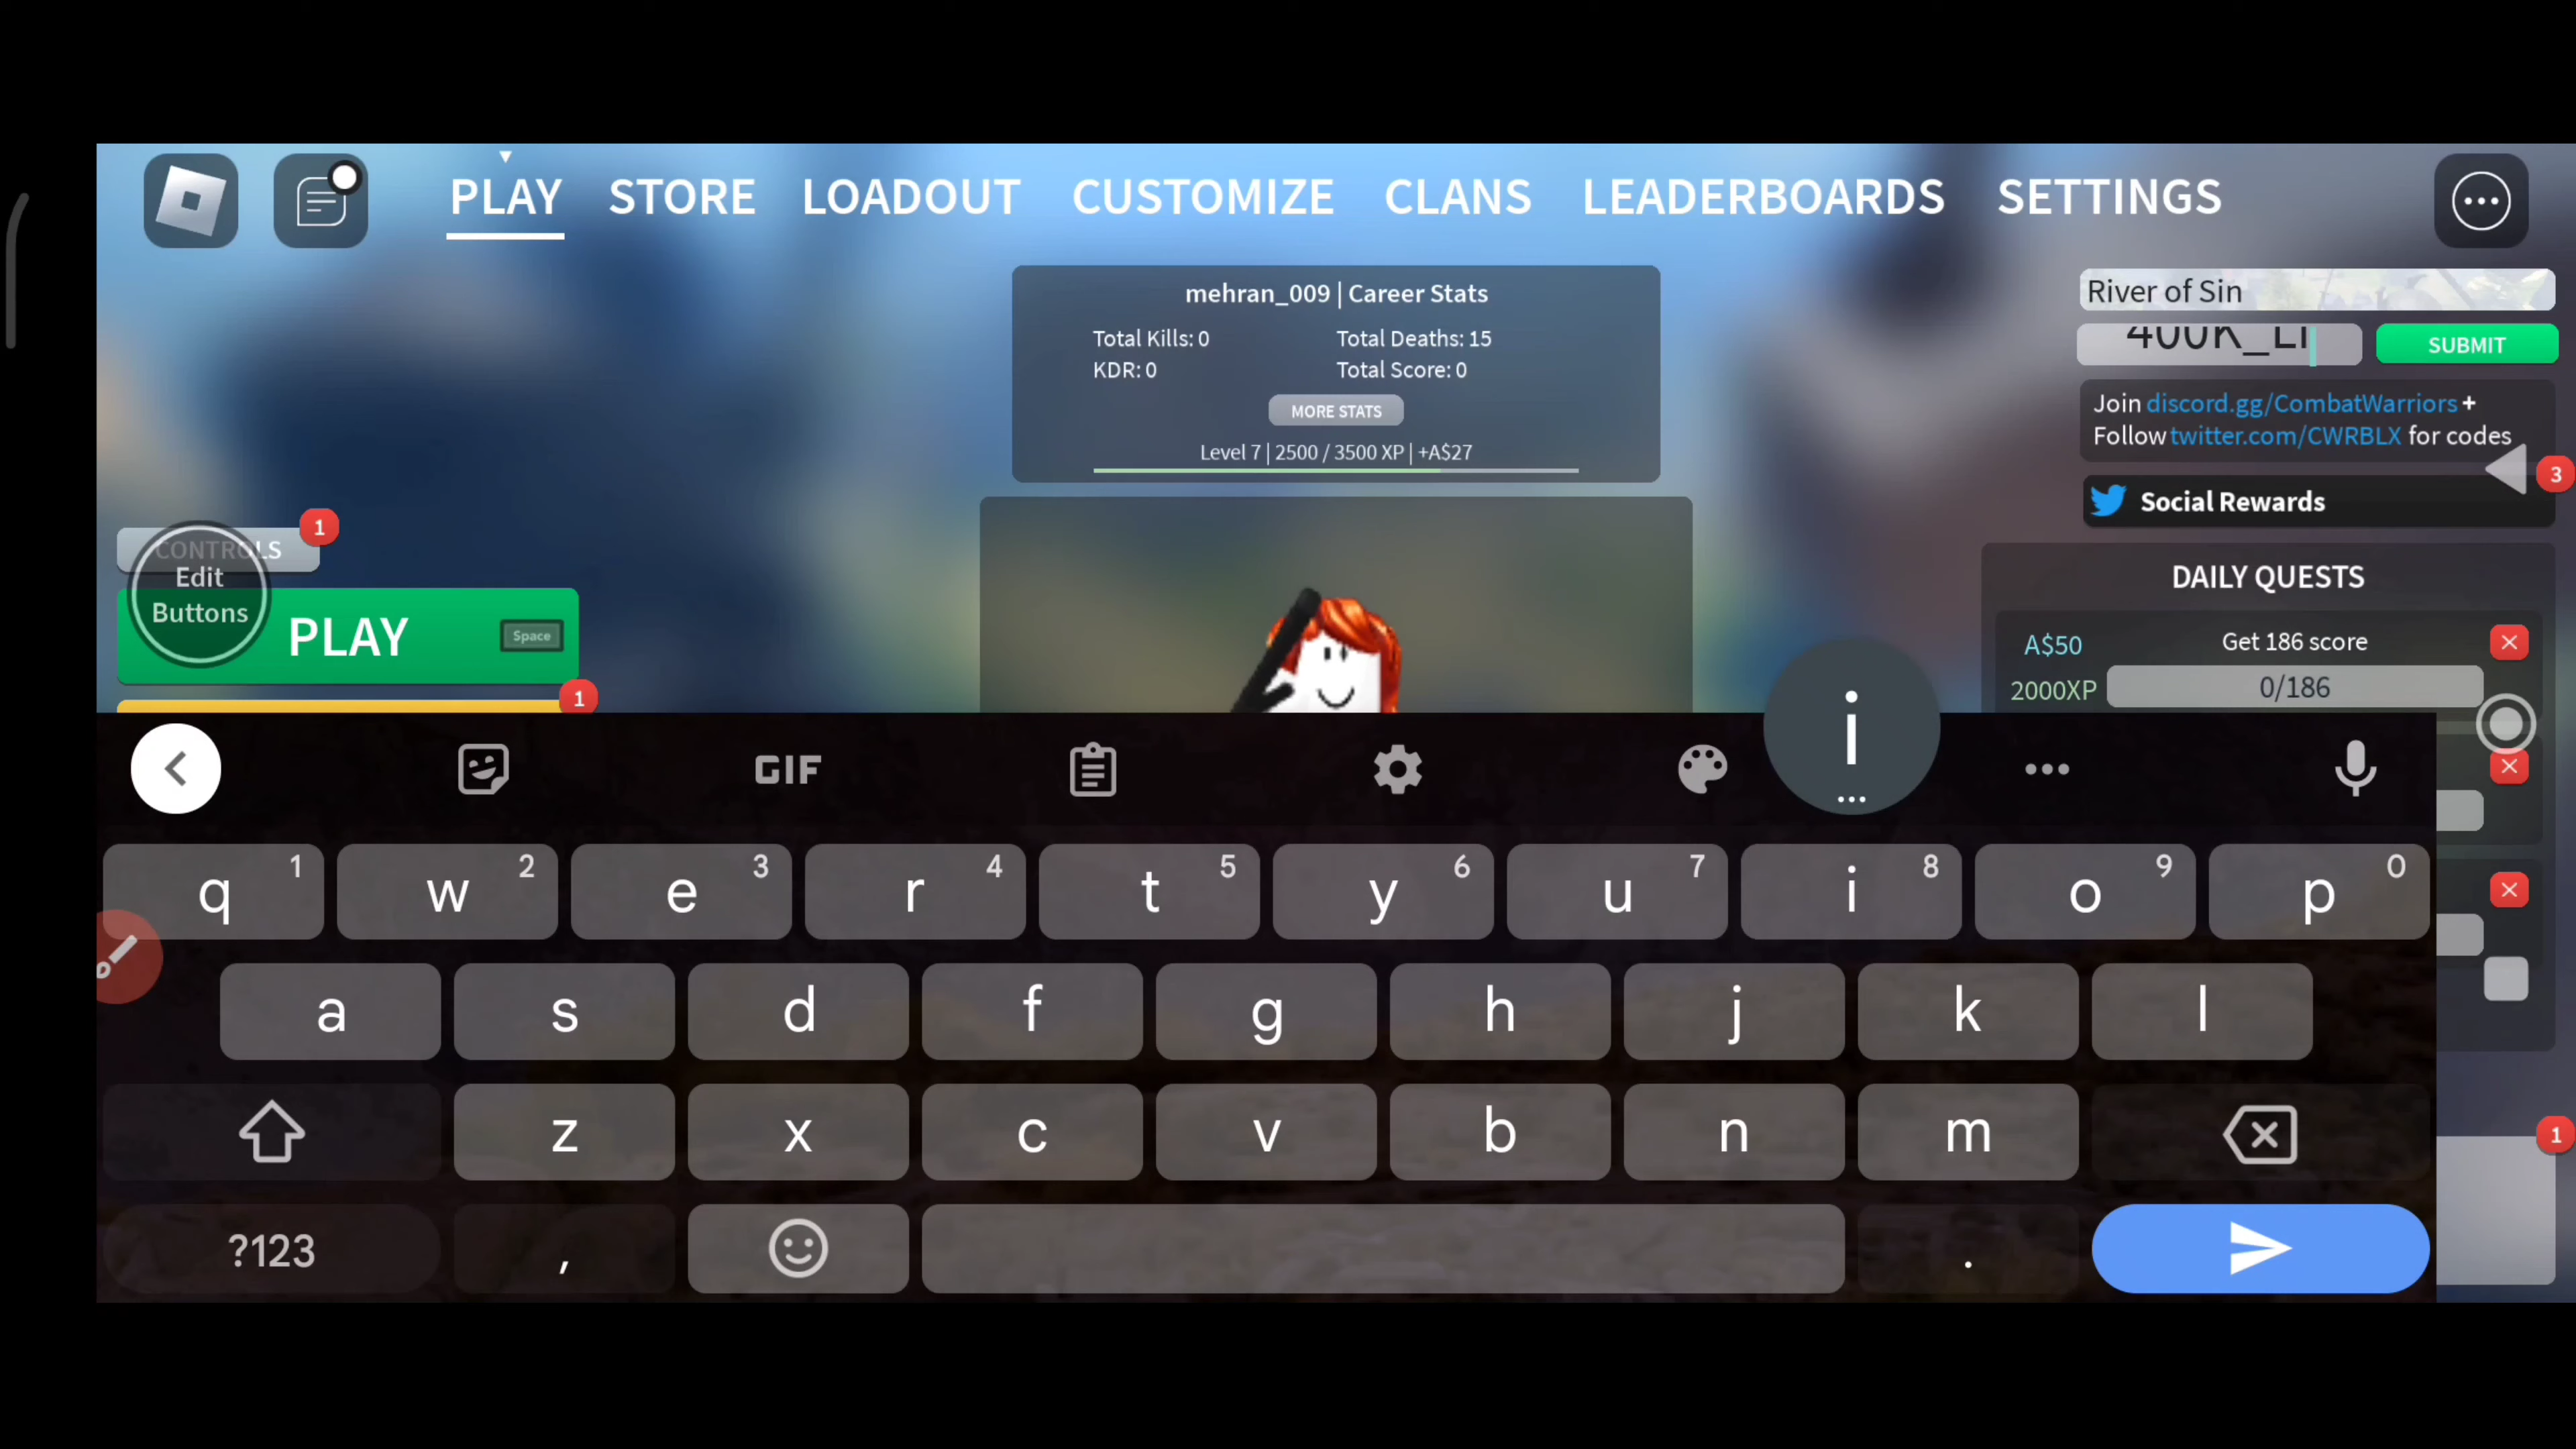 PLAY STORE LOADOUT CUSTOMIZE CLANS LEADERBOARDS SETTINGS
mehran_009 | Career Stats
Total Kills: 0 Total Deaths: 15
KDR: 0 Total Score: 0
MORE STATS
Level 7 | 2500 / 3500 XP | +A$27
River of Sin
SUBMIT
Join discord.gg/CombatWarriors +
Follow twitter.com/CWRBLX for codes
3
Social Rewards
1
CONTROLS
Edit
Buttons
PLAY
Space
1
DAILY QUESTS
A$50 Get 186 score
2000XP 0/186
i
GIF
q 1 w 2 e 3 r 4 t 5 y 6 u 7 i 8 o 9 p 0
a s d f g h j k l
z x c v b n m
1
?123 , .